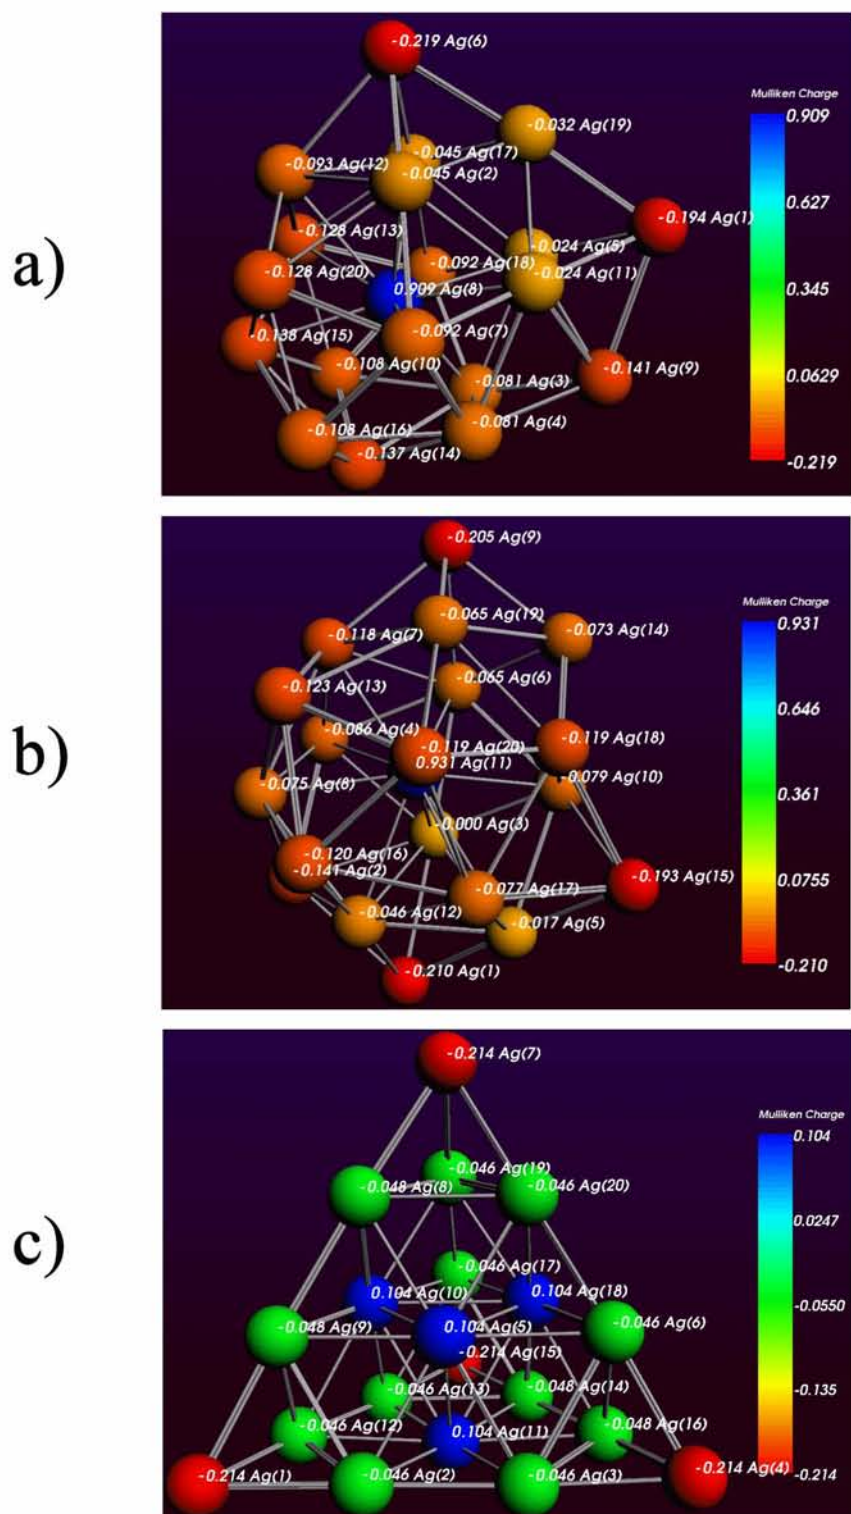 a)
-0.219 Ag(6)
-0.032 Ag(19)
-0.045 Ag(17)
-0.093 Ag(12)
-0.045 Ag(2)
-0.194 Ag(1)
-0.128 Ag(13)
-0.024 Ag(5)
-0.092 Ag(18)
-0.128 Ag(20)
-0.024 Ag(11)
0.909 Ag(8)
-0.138 Ag(15)
-0.092 Ag(7)
-0.108 Ag(10)
-0.141 Ag(9)
-0.081 Ag(3)
-0.081 Ag(4)
-0.108 Ag(16)
-0.137 Ag(14)
Mulliken Charge
0.909
0.627
0.345
0.0629
-0.219
b)
-0.205 Ag(9)
-0.065 Ag(19)
-0.073 Ag(14)
-0.118 Ag(7)
-0.065 Ag(6)
-0.123 Ag(13)
-0.086 Ag(4)
-0.119 Ag(18)
-0.119 Ag(20)
0.931 Ag(11)
-0.075 Ag(8)
-0.079 Ag(10)
-0.000 Ag(3)
-0.120 Ag(16)
-0.141 Ag(2)
-0.193 Ag(15)
-0.077 Ag(17)
-0.046 Ag(12)
-0.017 Ag(5)
-0.210 Ag(1)
Mulliken Charge
0.931
0.646
0.361
0.0755
-0.210
c)
-0.214 Ag(7)
-0.046 Ag(19)
-0.048 Ag(8)
-0.046 Ag(20)
-0.046 Ag(17)
0.104 Ag(10)
0.104 Ag(18)
-0.048 Ag(9)
0.104 Ag(5)
-0.046 Ag(6)
-0.214 Ag(15)
-0.046 Ag(13)
-0.048 Ag(14)
-0.046 Ag(12)
0.104 Ag(11)
-0.048 Ag(16)
-0.214 Ag(1)
-0.046 Ag(2)
-0.046 Ag(3)
-0.214 Ag(4)
Mulliken Charge
0.104
0.0247
-0.0550
-0.135
-0.214